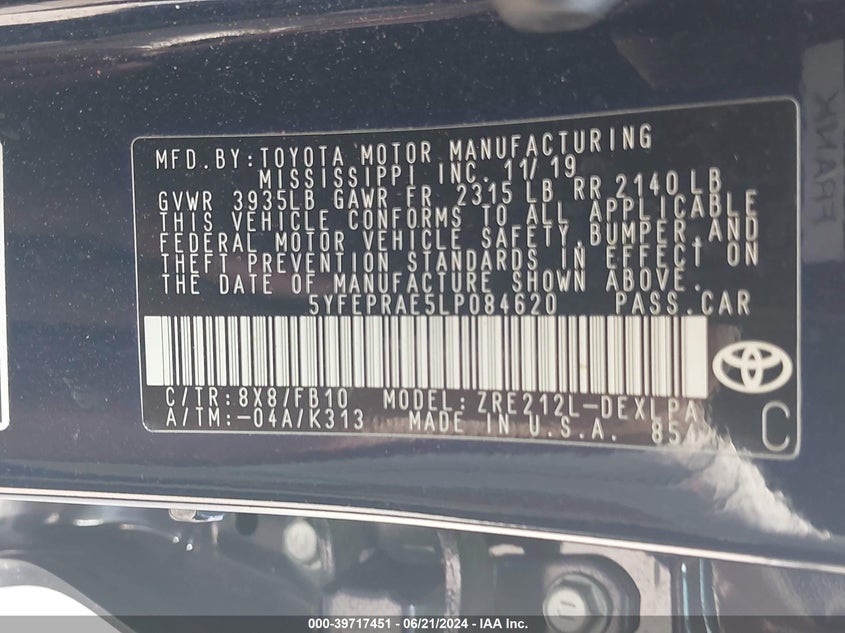 MFD.BY:TOYOTA MOTOR MANUFACTURING
MISSISSIPPI INC. 11/19
GVWR 3935LB GAWR FR 2315 LB RR 2140LB
THIS VEHICLE CONFORMS TO ALL APPLICABLE
FEDERAL MOTOR VEHICLE SAFETY,BUMPER,AND
THEFT PREVENTION STANDARDS IN EFFECT ON
THE DATE OF MANUFACTURE SHOWN ABOVE.
5YFEPRAE5LP084620 PASS.CAR
C/TR:8X8/FB10 MODEL:ZRE212L-DEXLPA
A/TM:-04A/K313 MADE IN U.S.A. 854
C
FRANK
000-39717451 - 06/21/2024 - IAA Inc.